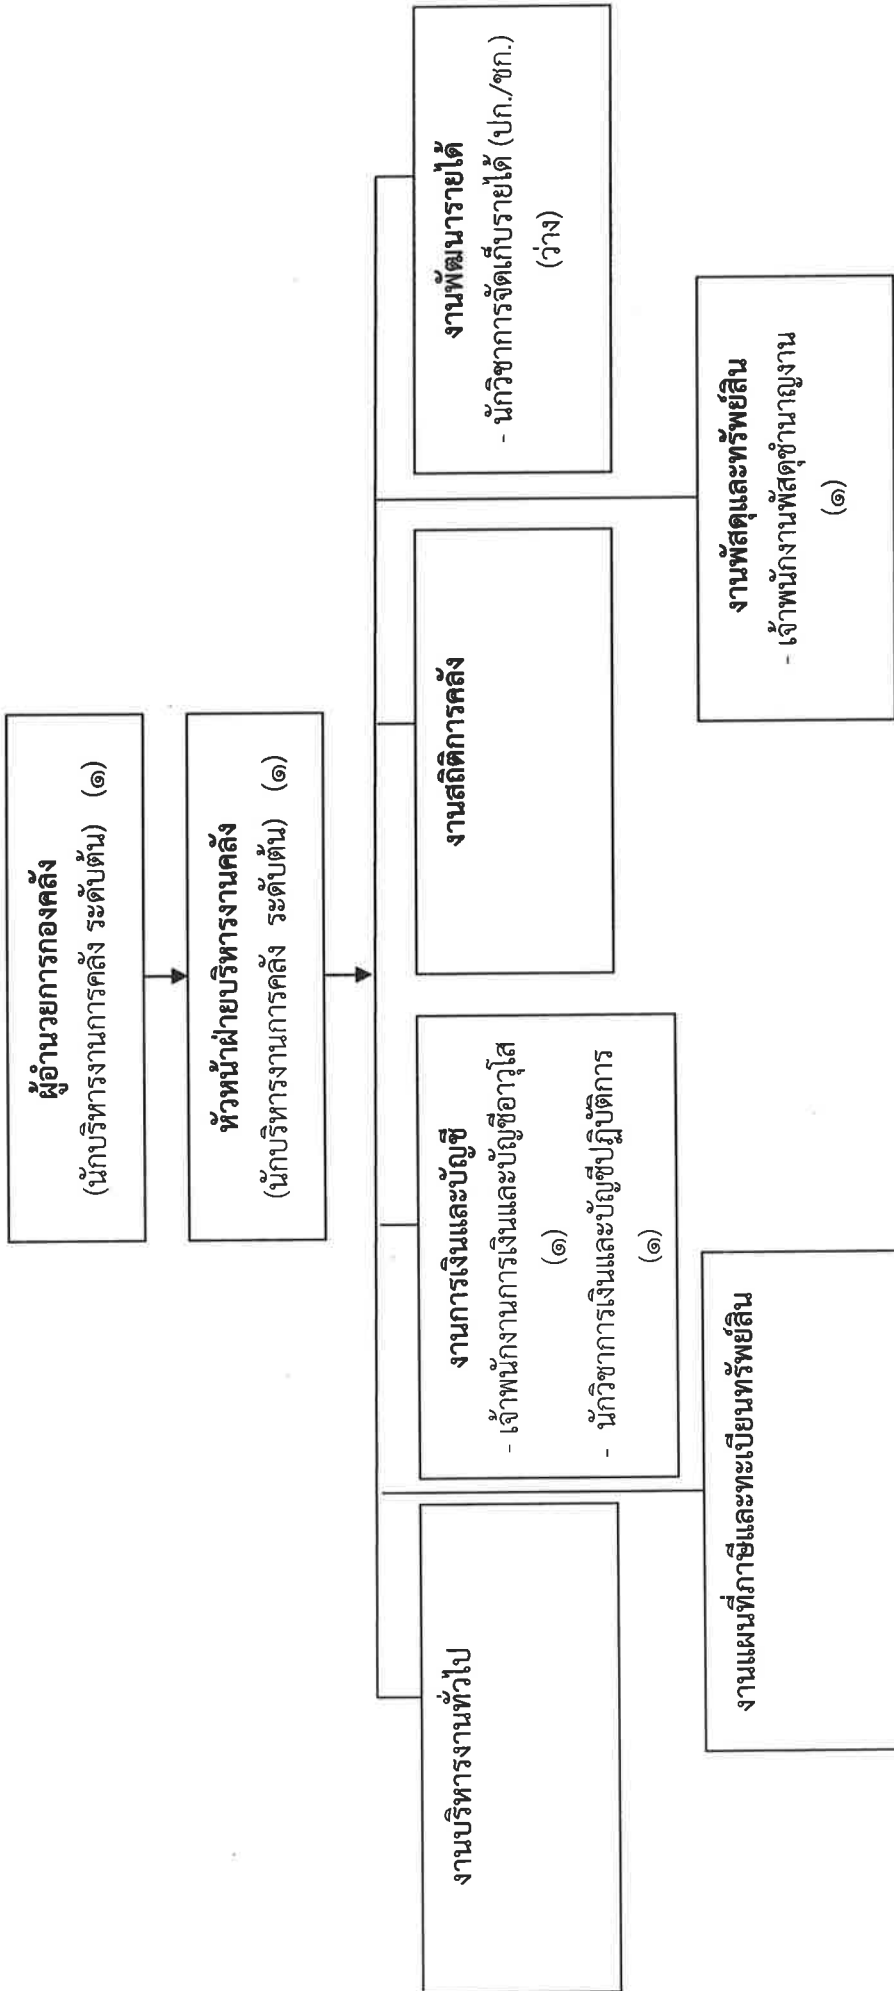 ผู้อำนวยการกองคลัง
(นักบริหารงานการคลัง ระดับต้น) (๑)
หัวหน้าฝ่ายบริหารงานคลัง
(นักบริหารงานการคลัง ระดับต้น) (๑)
งานบริหารงานทั่วไป
งานการเงินและบัญชี
- เจ้าพนักงานการเงินและบัญชีอาวุโส
(๑)
- นักวิชาการเงินและบัญชีปฏิบัติการ
(๑)
งานสถิติการคลัง
งานพัฒนารายได้
- นักวิชาการจัดเก็บรายได้ (ปก./ชก.)
(ว่าง)
งานแผนที่ภาษีและทะเบียนทรัพย์สิน
งานพัสดุและทรัพย์สิน
- เจ้าพนักงานพัสดุชำนาญงาน
(๑)